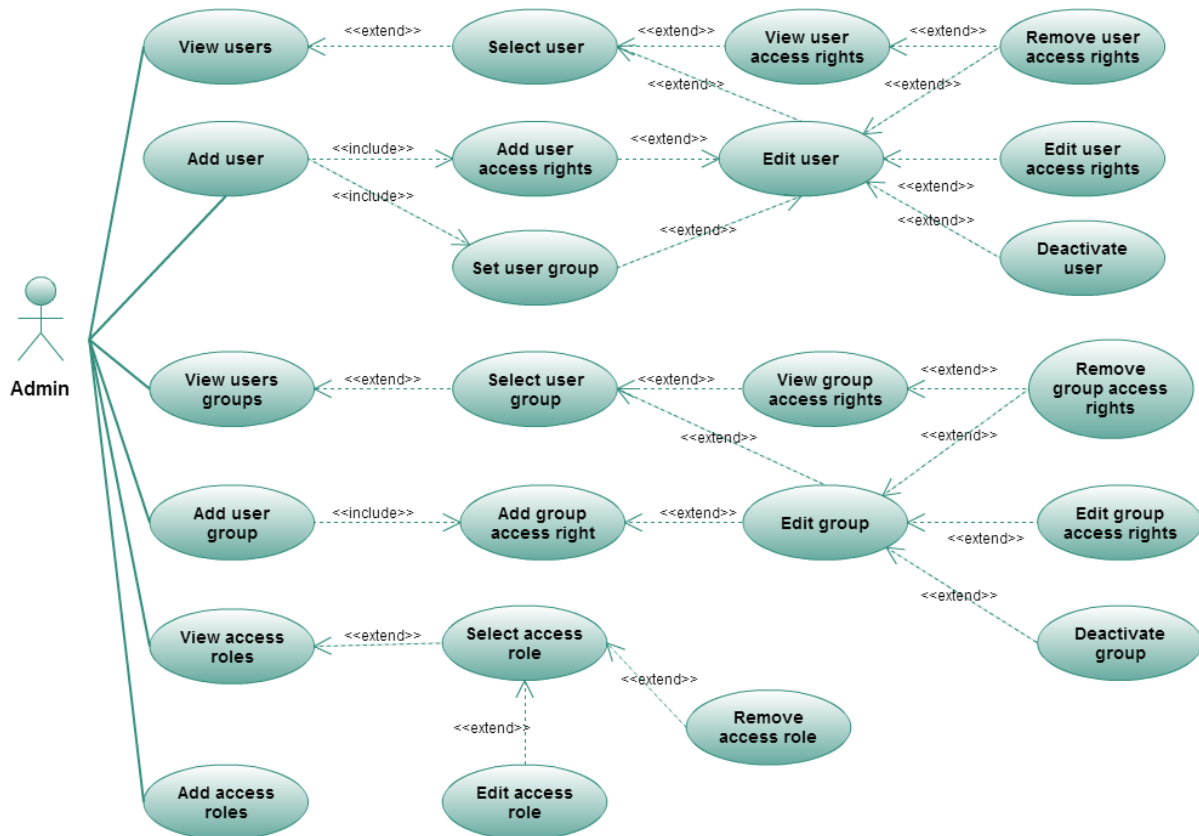 View users
<<extend>>
Select user
<<extend>>
View user
access rights
<<extend>>
Remove user
access rights
<<extend>>
<<extend>>
Add user
<<include>>
Add user
access rights
<<extend>>
Edit user
Edit user
access rights
<<extend>>
<<include>>
<<extend>>
<<extend>>
Set user group
Deactivate
user
Admin
View users
groups
<<extend>>
Select user
group
<<extend>>
View group
access rights
<<extend>>
Remove
group access
rights
<<extend>>
<<extend>>
Add user
group
<<include>>
Add group
access right
<<extend>>
Edit group
Edit group
access rights
<<extend>>
<<extend>>
View access
roles
<<extend>>
Select access
role
Deactivate
group
<<extend>>
<<extend>>
Remove
access role
Add access
roles
Edit access
role